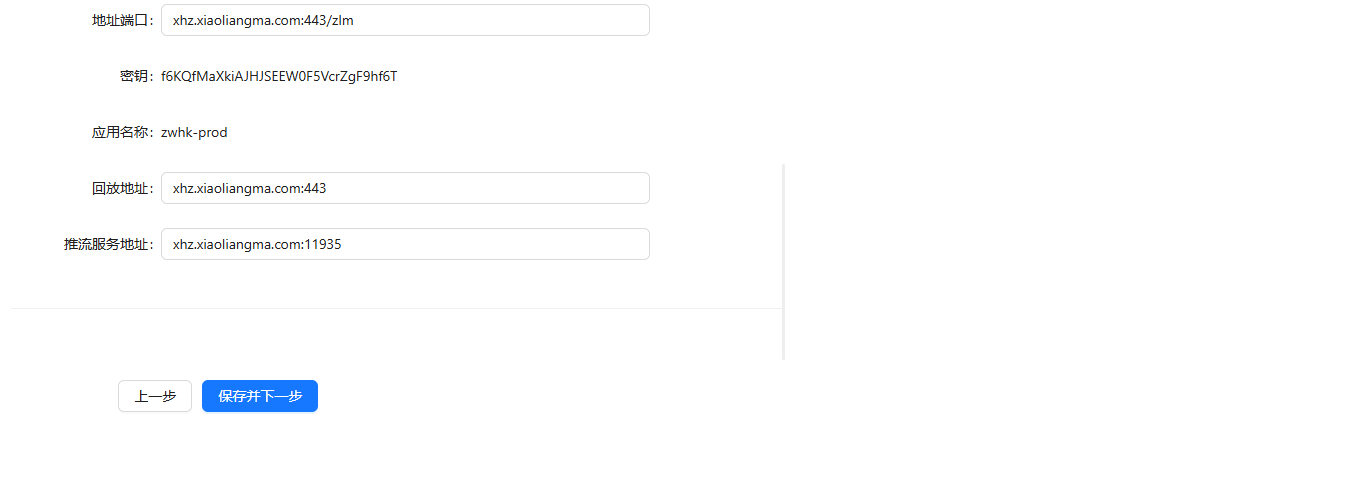 地址端口: xhz.xiaoliangma.com:443/zlm
密钥: f6KQfMaXkiAJHJSEEW0F5VcrZgF9hf6T
应用名称: zwhk-prod
回放地址: xhz.xiaoliangma.com:443
推流服务地址: xhz.xiaoliangma.com:11935
上一步 保存并下一步